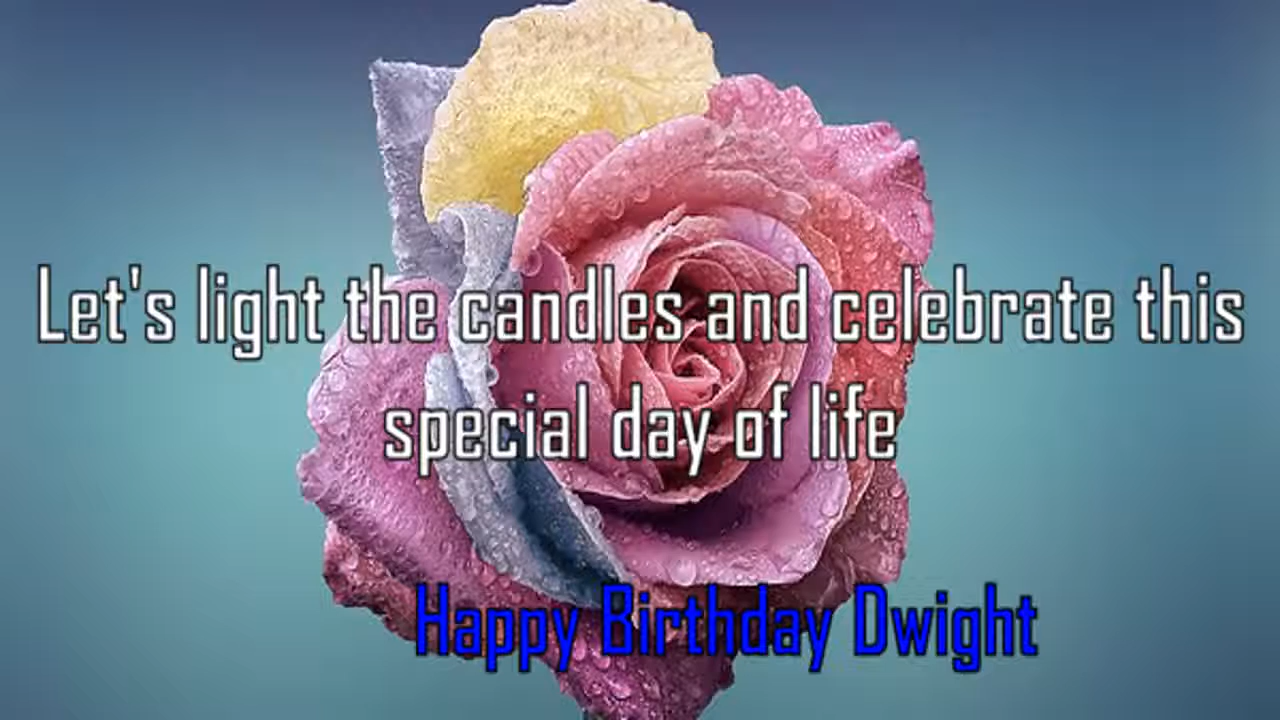 Let's light the candles and celebrate this
special day of life
Happy Birthday Dwight